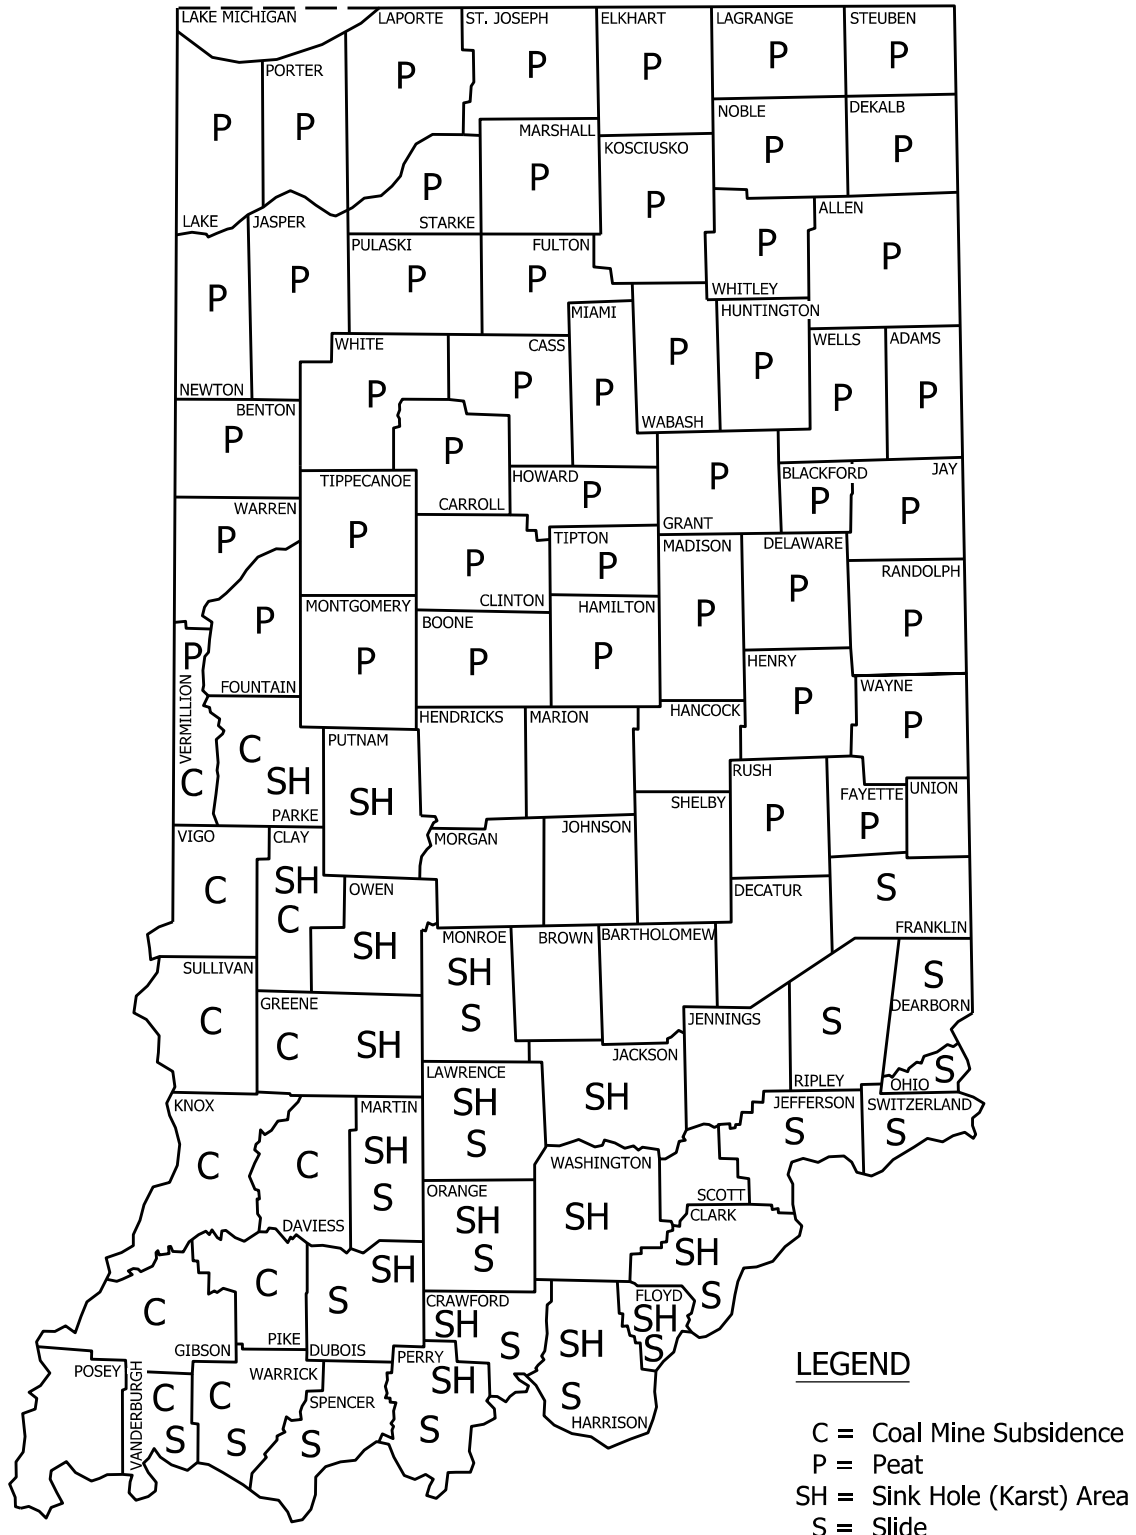 LAKE MICHIGAN LAPORTE ST. JOSEPH ELKHART LAGRANGE STEUBEN
P P P P P
PORTER
P P
NOBLE DEKALB
P P
MARSHALL
P
KOSCIUSKO
P
P
STARKE
LAKE JASPER
P
ALLEN
P
PULASKI FULTON
P P
P
WHITLEY
P
NEWTON
MIAMI
P
HUNTINGTON
P
P
WABASH
WHITE CASS
P P
WELLS ADAMS
P P
BENTON
P
P
CARROLL
HOWARD
P
P
GRANT
BLACKFORD JAY
P P
WARREN
P
TIPPECANOE
P
P
CLINTON
TIPTON
P
MADISON
P
DELAWARE
P
RANDOLPH
P
P
FOUNTAIN
MONTGOMERY
P
BOONE
P
HAMILTON
P
P
VERMILLION
C
HENRY
P
WAYNE
P
HENDRICKS MARION HANCOCK
C
SH
PARKE
PUTNAM
SH
RUSH
P
SHELBY
FAYETTE UNION
P
VIGO
C
CLAY
SH
C
MORGAN JOHNSON
OWEN
SH
DECATUR
S
FRANKLIN
SULLIVAN
C
MONROE BROWN BARTHOLOMEW
SH
S
S
DEARBORN
GREENE
C SH
JENNINGS
S
RIPLEY
JACKSON
SH
LAWRENCE
SH
S
S
OHIO
KNOX
C
C
DAVIESS
MARTIN
SH
S
JEFFERSON SWITZERLAND
S S
WASHINGTON
SH
SCOTT
ORANGE
SH
S
CLARK
SH
S
C
GIBSON
C
PIKE
SH
S
DUBOIS
CRAWFORD
SH
S
SH
S
HARRISON
FLOYD
SH
S
POSEY
VANDERBURGH
C
S
WARRICK
C
S
SPENCER
S
PERRY
SH
S
LEGEND
C = Coal Mine Subsidence
P = Peat
SH = Sink Hole (Karst) Area
S = Slide